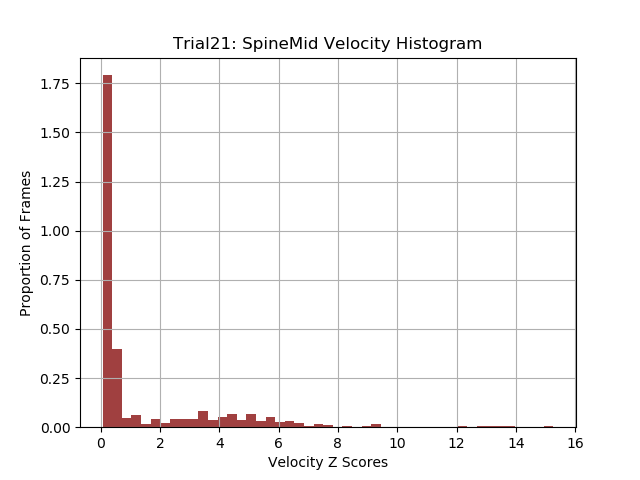 Trial21: SpineMid Velocity Histogram
1.75
1.50
1.25
1.00
0.75
0.50
0.25
0.00
Proportion of Frames
0 2 4 6 8 10 12 14 16
Velocity Z Scores